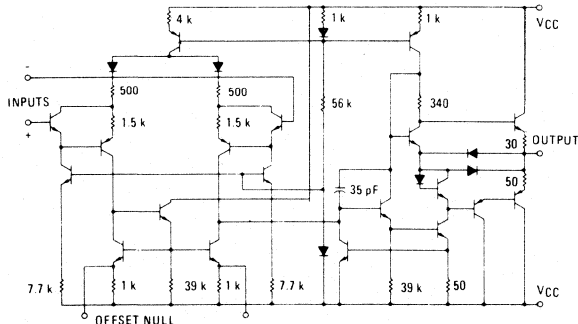 4 k
1 k
1 k
VCC
-
500
500
56 k
340
INPUTS
1.5 k
1.5 k
+
30
OUTPUT
35 pF
50
7.7 k
1 k
39 k
1 k
7.7 k
39 k
50
VCC
OFFSET NULL